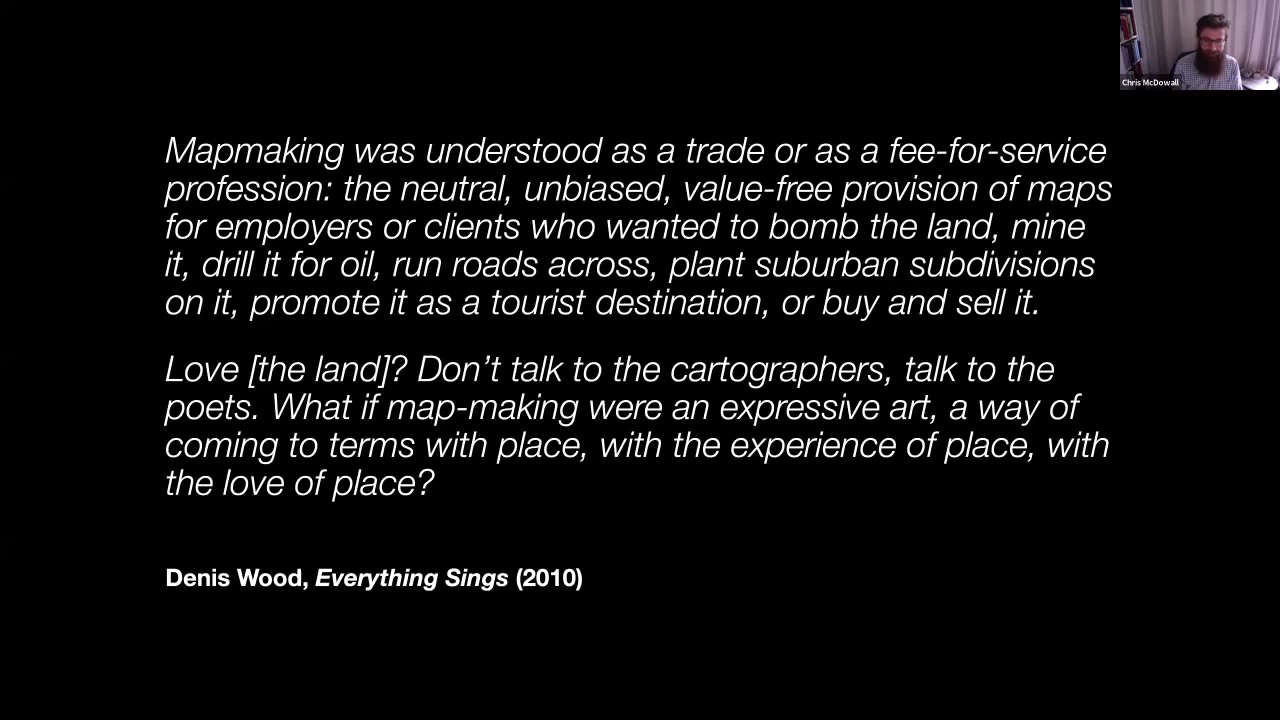 Chris McDowall
Mapmaking was understood as a trade or as a fee-for-service
profession: the neutral, unbiased, value-free provision of maps
for employers or clients who wanted to bomb the land, mine
it, drill it for oil, run roads across, plant suburban subdivisions
on it, promote it as a tourist destination, or buy and sell it.
Love [the land]? Don’t talk to the cartographers, talk to the
poets. What if map-making were an expressive art, a way of
coming to terms with place, with the experience of place, with
the love of place?
Denis Wood, Everything Sings (2010)